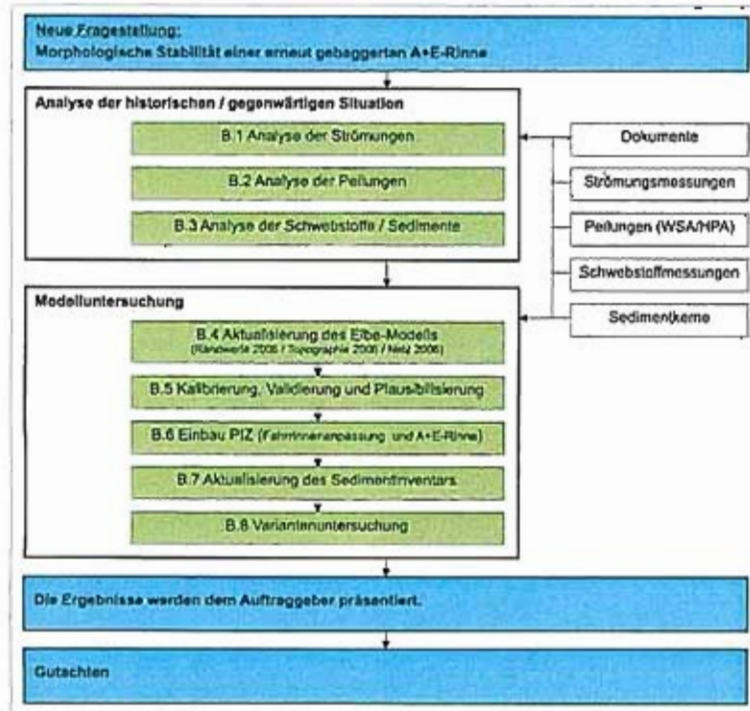 Neue Fragestellung:
Morphologische Stabilität einer erneut gebaggerten A+E-Rinne
Analyse der historischen / gegenwärtigen Situation
B.1 Analyse der Strömungen
B.2 Analyse der Peilungen
B.3 Analyse der Schwebstoffe / Sedimente
Dokumente
Strömungsmessungen
Peilungen (WSA/HPA)
Schwebstoffmessungen
Sedimentkerne
Modelluntersuchung
B.4 Aktualisierung des Elbe-Modells
(Randwerte 2006 / Topographie 2006 / Netz 2006)
B.5 Kalibrierung, Validierung und Plausibilisierung
B.6 Einbau PIZ (Fahrrinnenanpassung und A+E-Rinne)
B.7 Aktualisierung des Sedimentinventars
B.8 Variantenuntersuchung
Die Ergebnisse werden dem Auftraggeber präsentiert.
Gutachten